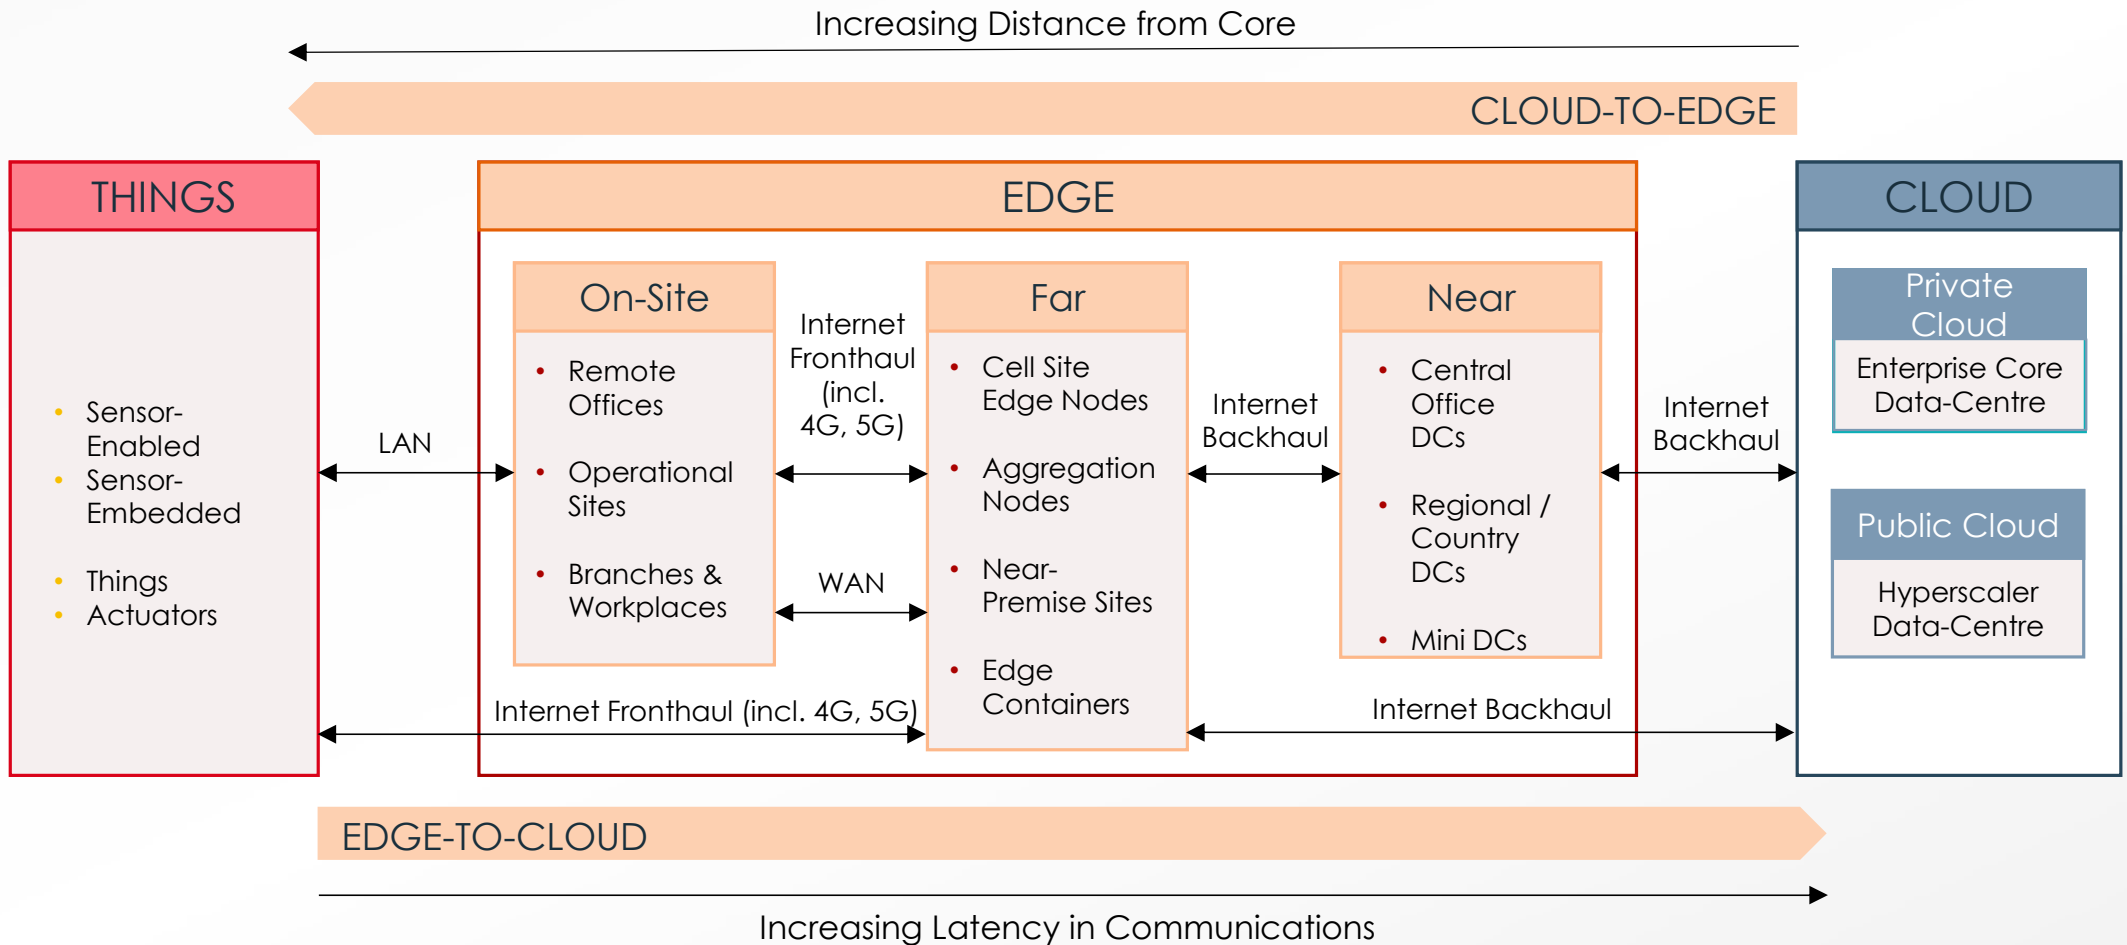 Increasing Distance from Core
CLOUD-TO-EDGE
THINGS
Sensor-
Enabled
Sensor-
Embedded
Things
Actuators
LAN
EDGE
On-Site
Remote
Offices
Operational
Sites
Branches &
Workplaces
Internet
Fronthaul
(incl.
4G, 5G)
WAN
Internet Fronthaul (incl. 4G, 5G)
Far
Cell Site
Edge Nodes
Aggregation
Nodes
Near-
Premise Sites
Edge
Containers
Internet
Backhaul
Near
Central
Office
DCs
Regional /
Country
DCs
Mini DCs
Internet Backhaul
Internet
Backhaul
CLOUD
Private
Cloud
Enterprise Core
Data-Centre
Public Cloud
Hyperscaler
Data-Centre
EDGE-TO-CLOUD
Increasing Latency in Communications